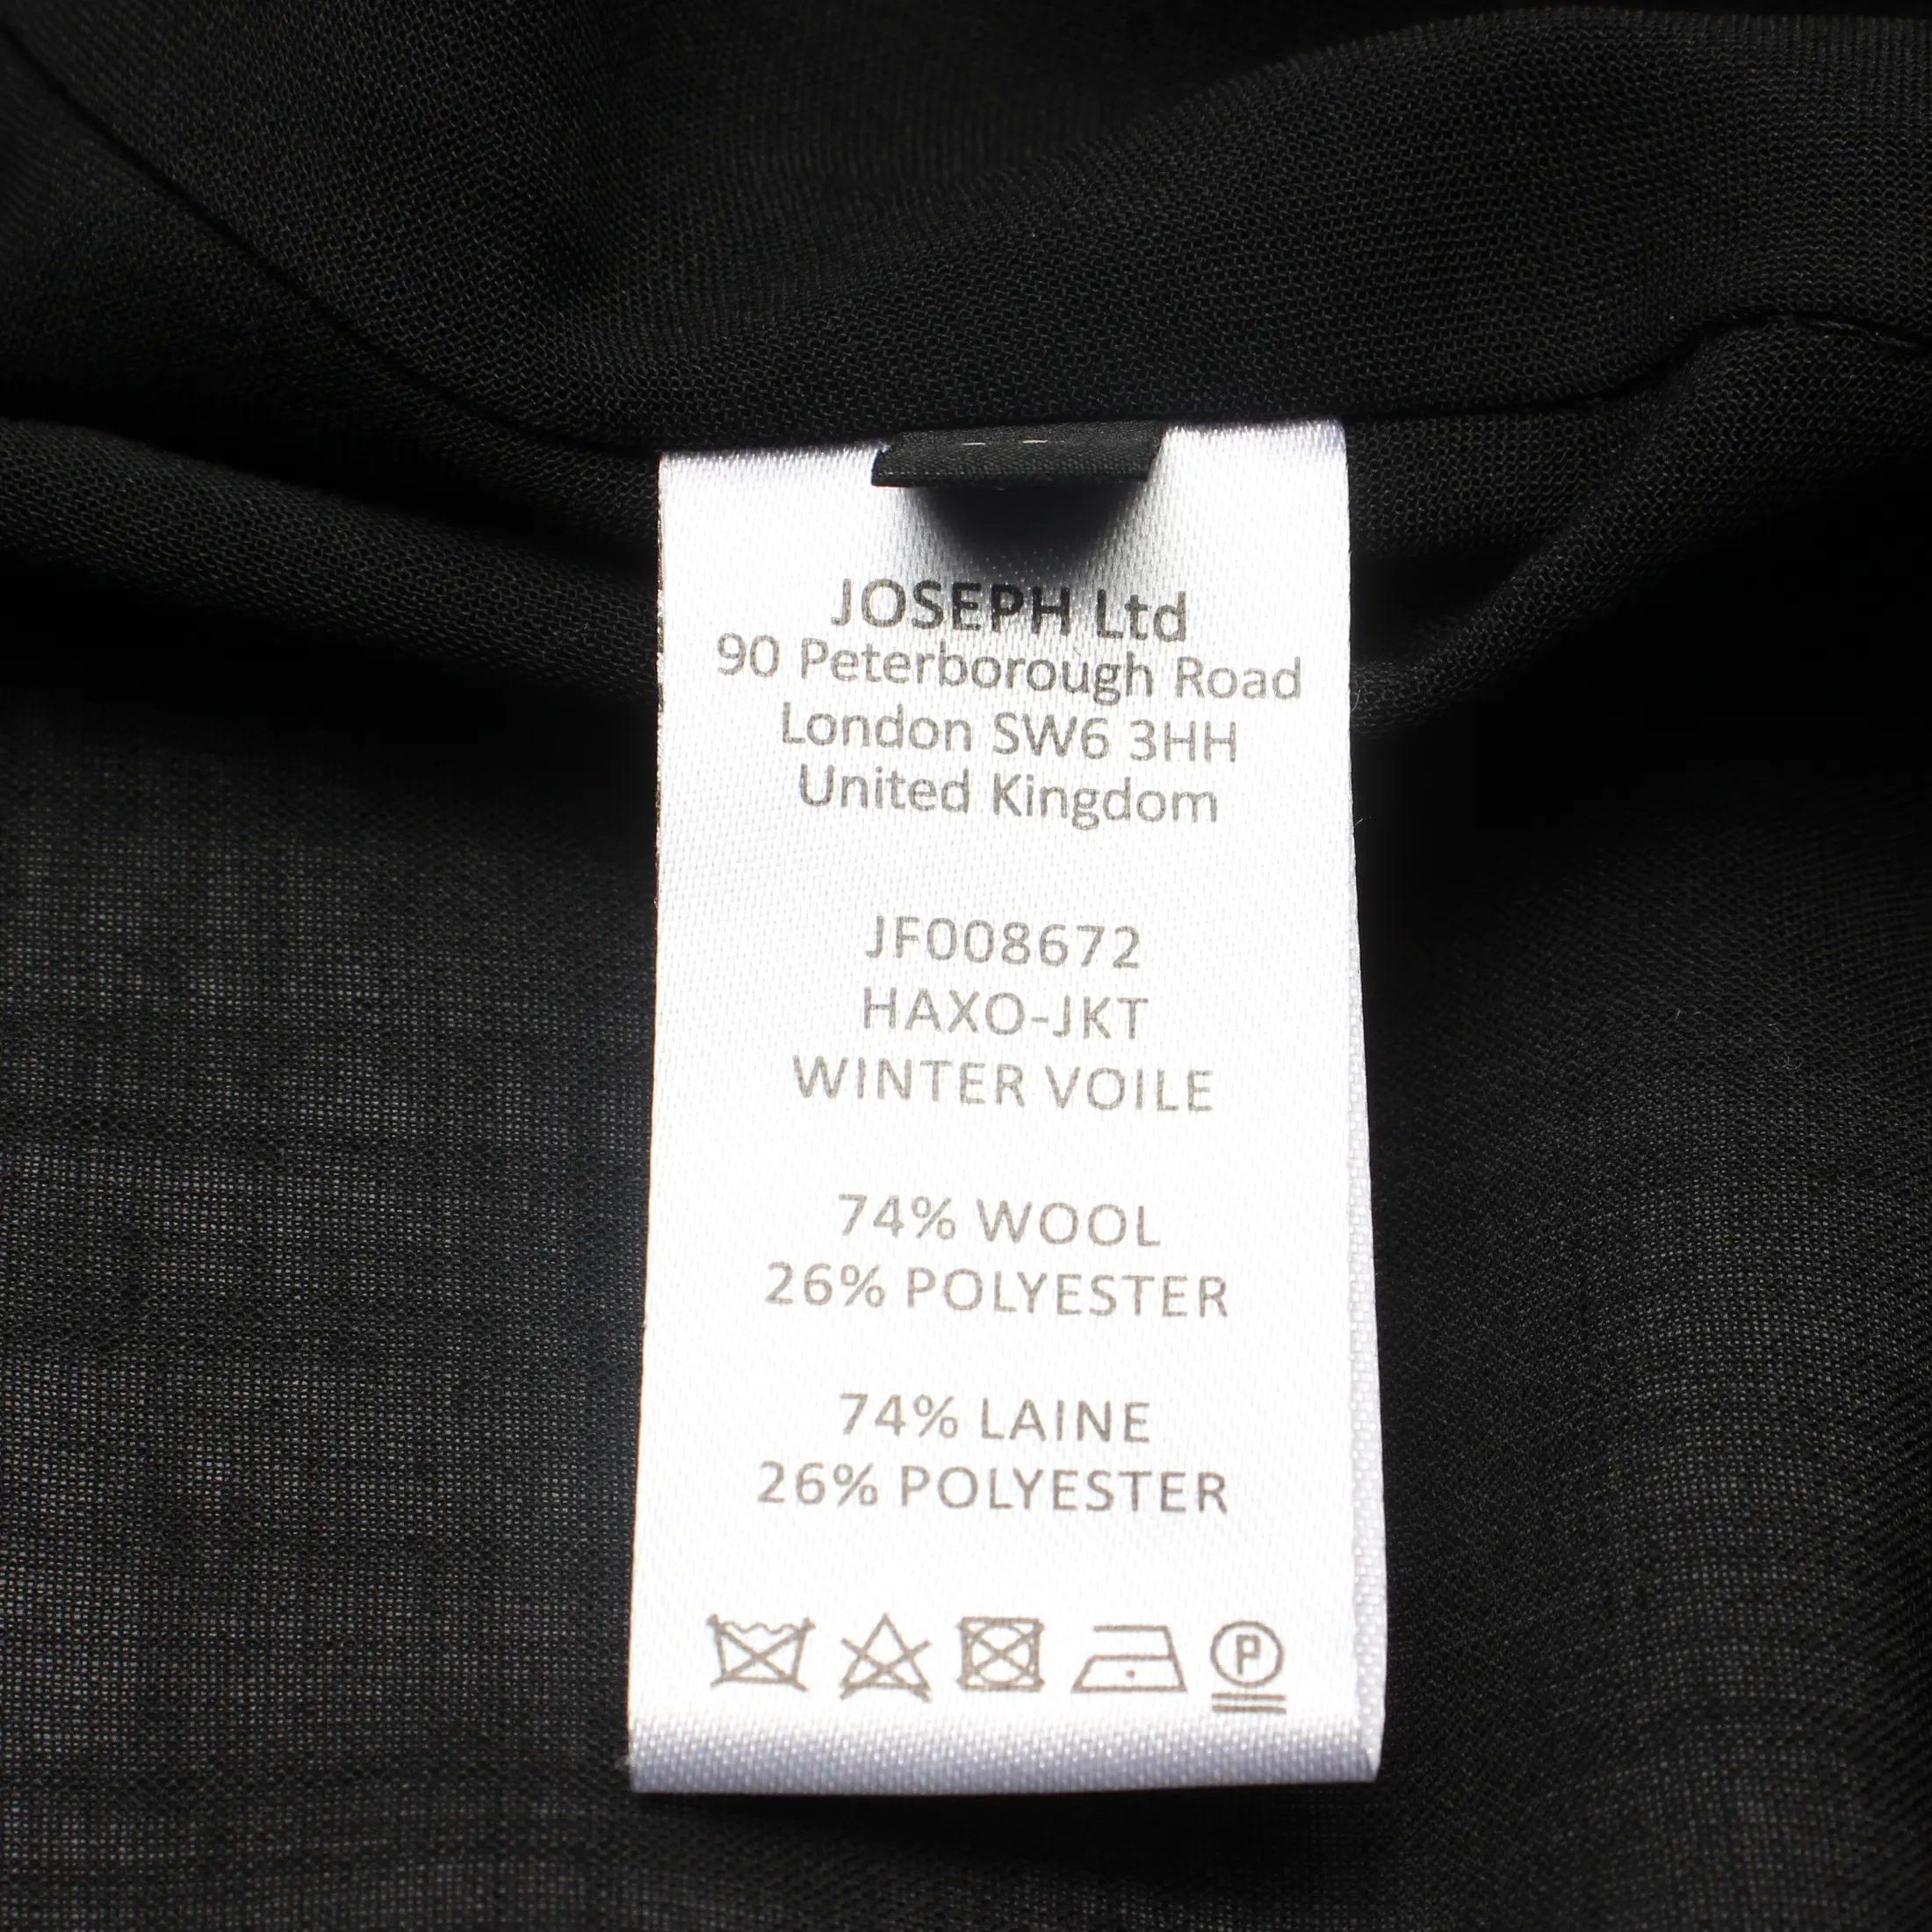 JOSEPH Ltd
90 Peterborough Road
London SW6 3HH
United Kingdom
JF008672
HAXO-JKT
WINTER VOILE
74% WOOL
26% POLYESTER
74% LAINE
26% POLYESTER
P